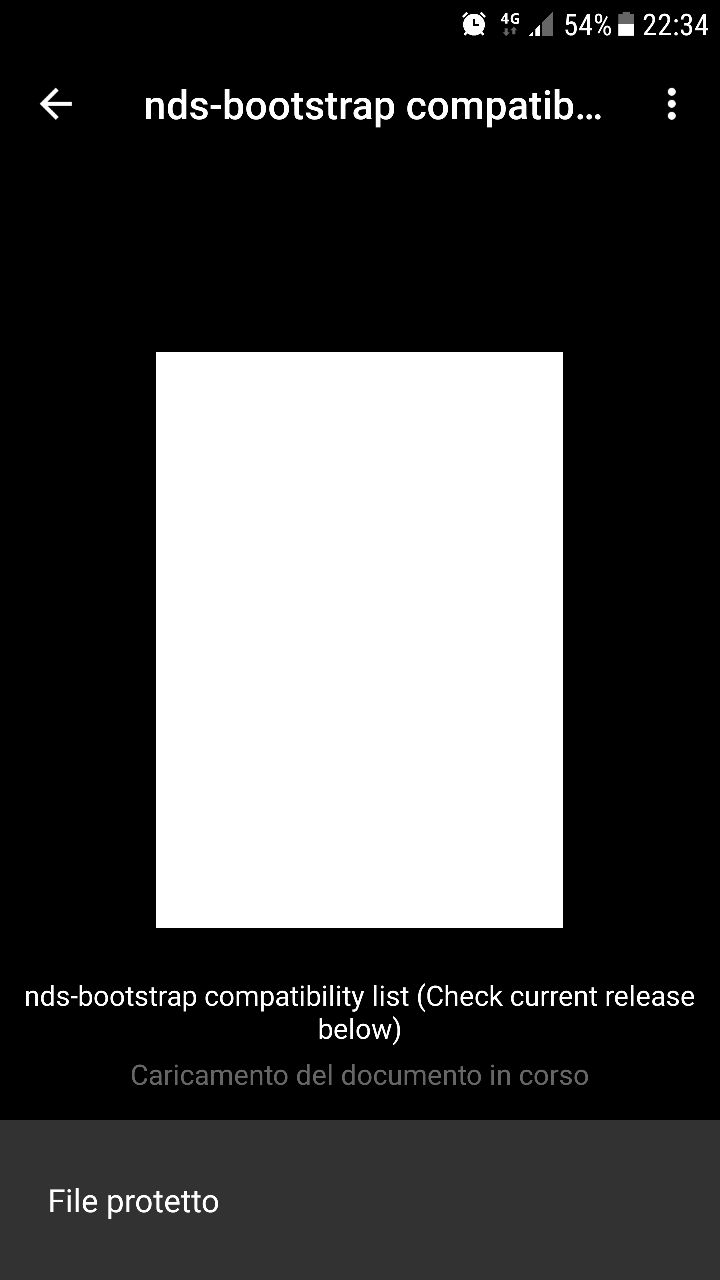 4G 54% 22:34
nds-bootstrap compatib...
nds-bootstrap compatibility list (Check current release
below)
Caricamento del documento in corso
File protetto